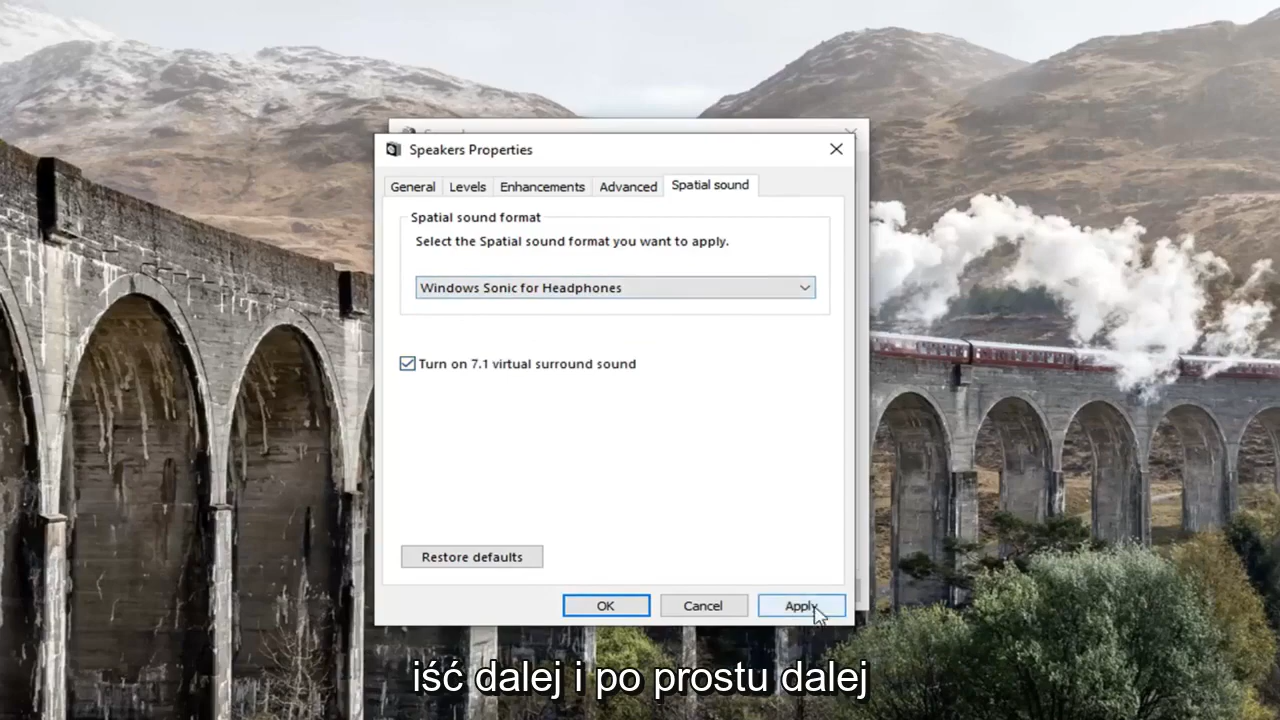 Speakers Properties
General Levels Enhancements Advanced Spatial sound
Spatial sound format
Select the Spatial sound format you want to apply.
Windows Sonic for Headphones
Turn on 7.1 virtual surround sound
Restore defaults
OK Cancel Apply
iść dalej i po prostu dalej